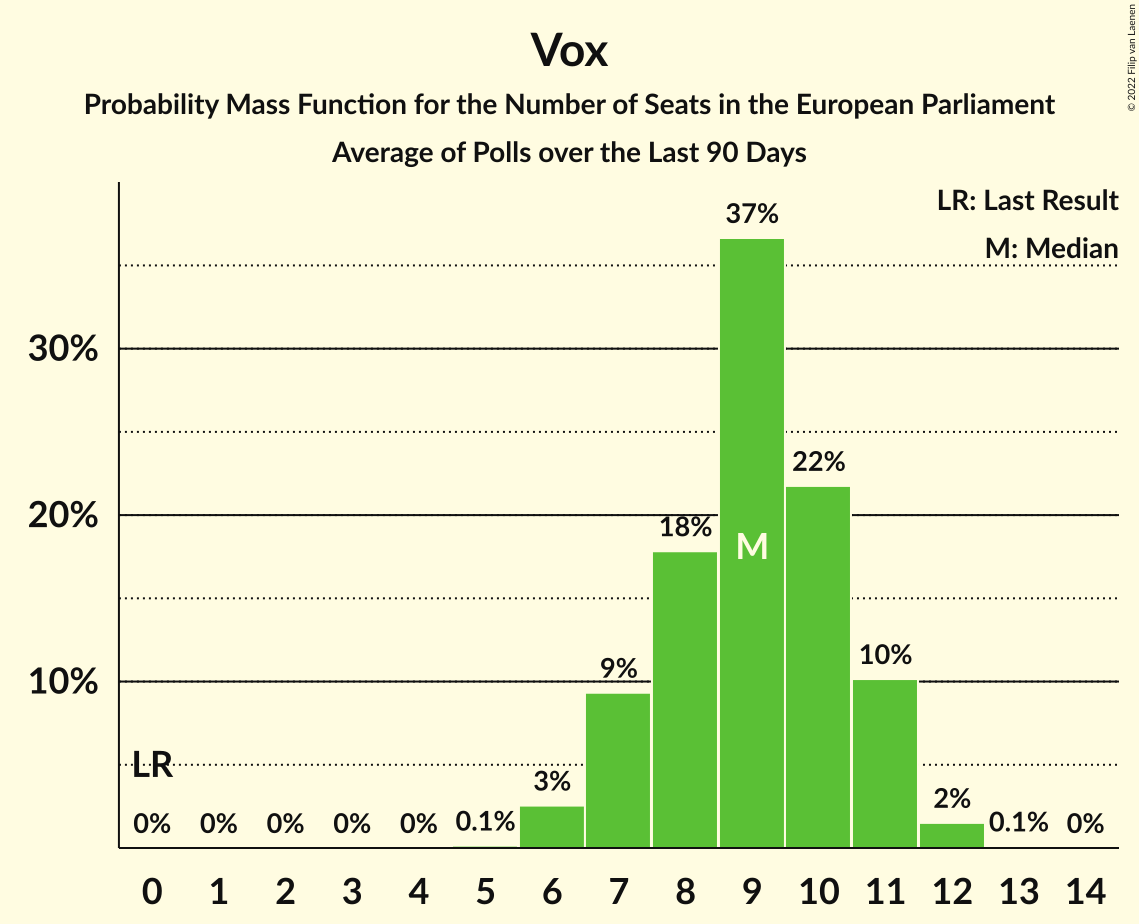 Vox
Probability Mass Function for the Number of Seats in the European Parliament
Average of Polls over the Last 90 Days
© 2022 Filip van Laenen
LR: Last Result
M: Median
37%
30%
22%
20%
18%
M
10%
9%
10%
LR
3%
2%
0% 0% 0% 0% 0% 0.1% 0.1% 0%
0 1 2 3 4 5 6 7 8 9 10 11 12 13 14